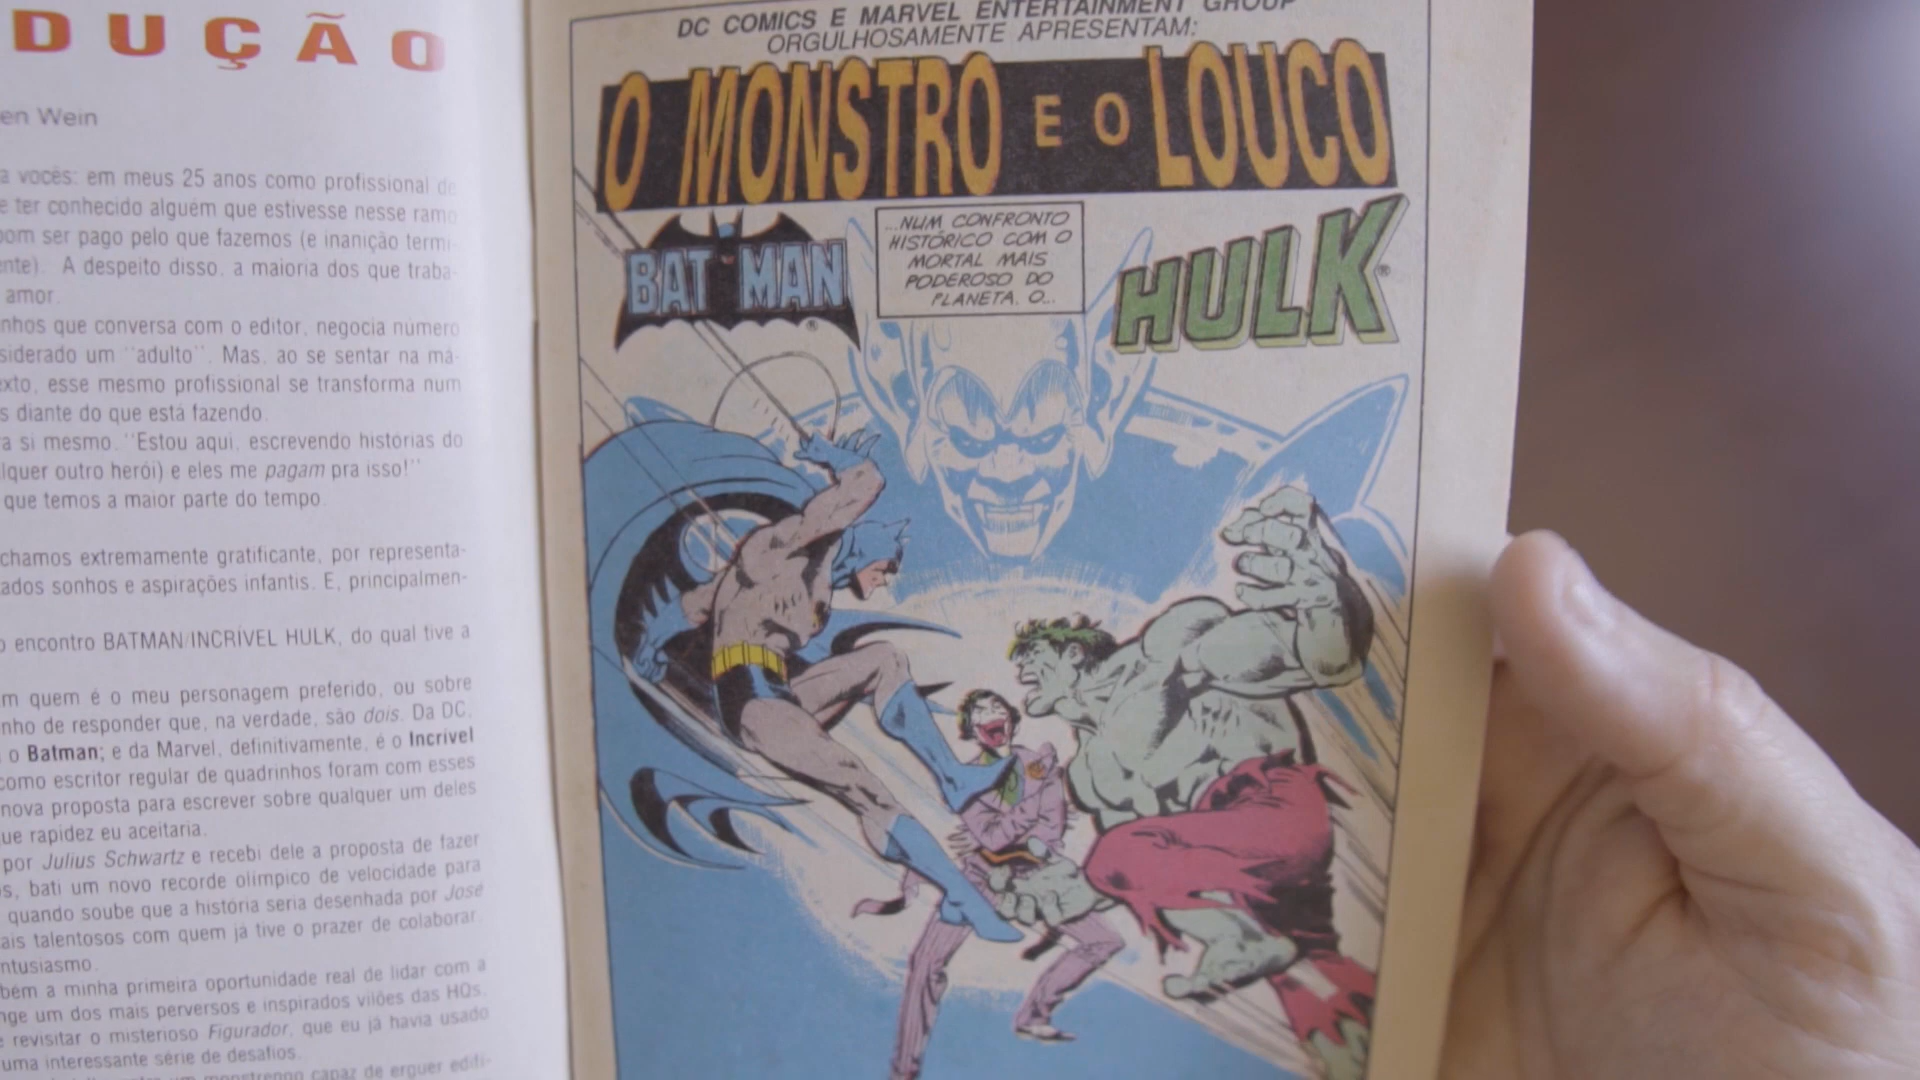 DUÇÃO
en Wein
a vocês: em meus 25 anos como profissional de
e ter conhecido alguém que estivesse nesse ramo
bom ser pago pelo que fazemos (e inanição termi-
ente). A despeito disso, a maioria dos que traba-
amor.
nhos que conversa com o editor, negocia número
siderado um "adulto". Mas, ao se sentar na má-
exto, esse mesmo profissional se transforma num
s diante do que está fazendo.
a si mesmo. "Estou aqui, escrevendo histórias do
lquer outro herói) e eles me pagam pra isso!"
que temos a maior parte do tempo.
chamos extremamente gratificante, por representa-
ados sonhos e aspirações infantis. E, principalmen-
o encontro BATMAN/INCRÍVEL HULK, do qual tive a
m quem é o meu personagem preferido, ou sobre
nho de responder que, na verdade, são dois. Da DC,
o Batman; e da Marvel, definitivamente, é o Incrível
como escritor regular de quadrinhos foram com esses
nova proposta para escrever sobre qualquer um deles
ue rapidez eu aceitaria.
por Julius Schwartz e recebi dele a proposta de fazer
os, bati um novo recorde olímpico de velocidade para
quando soube que a história seria desenhada por José
ais talentosos com quem já tive o prazer de colaborar.
ntusiasmo.
bém a minha primeira oportunidade real de lidar com a
nge um dos mais perversos e inspirados vilões das HQs.
e revisitar o misterioso Figurador, que eu já havia usado
uma interessante série de desafios.
um monstrengo capaz de erguer edifí-
DC COMICS E MARVEL ENTERTAINMENT GROUP
ORGULHOSAMENTE APRESENTAM:
O MONSTRO E O LOUCO
BATMAN
...NUM CONFRONTO
HISTÓRICO COM O
MORTAL MAIS
PODEROSO DO
PLANETA, O...
HULK